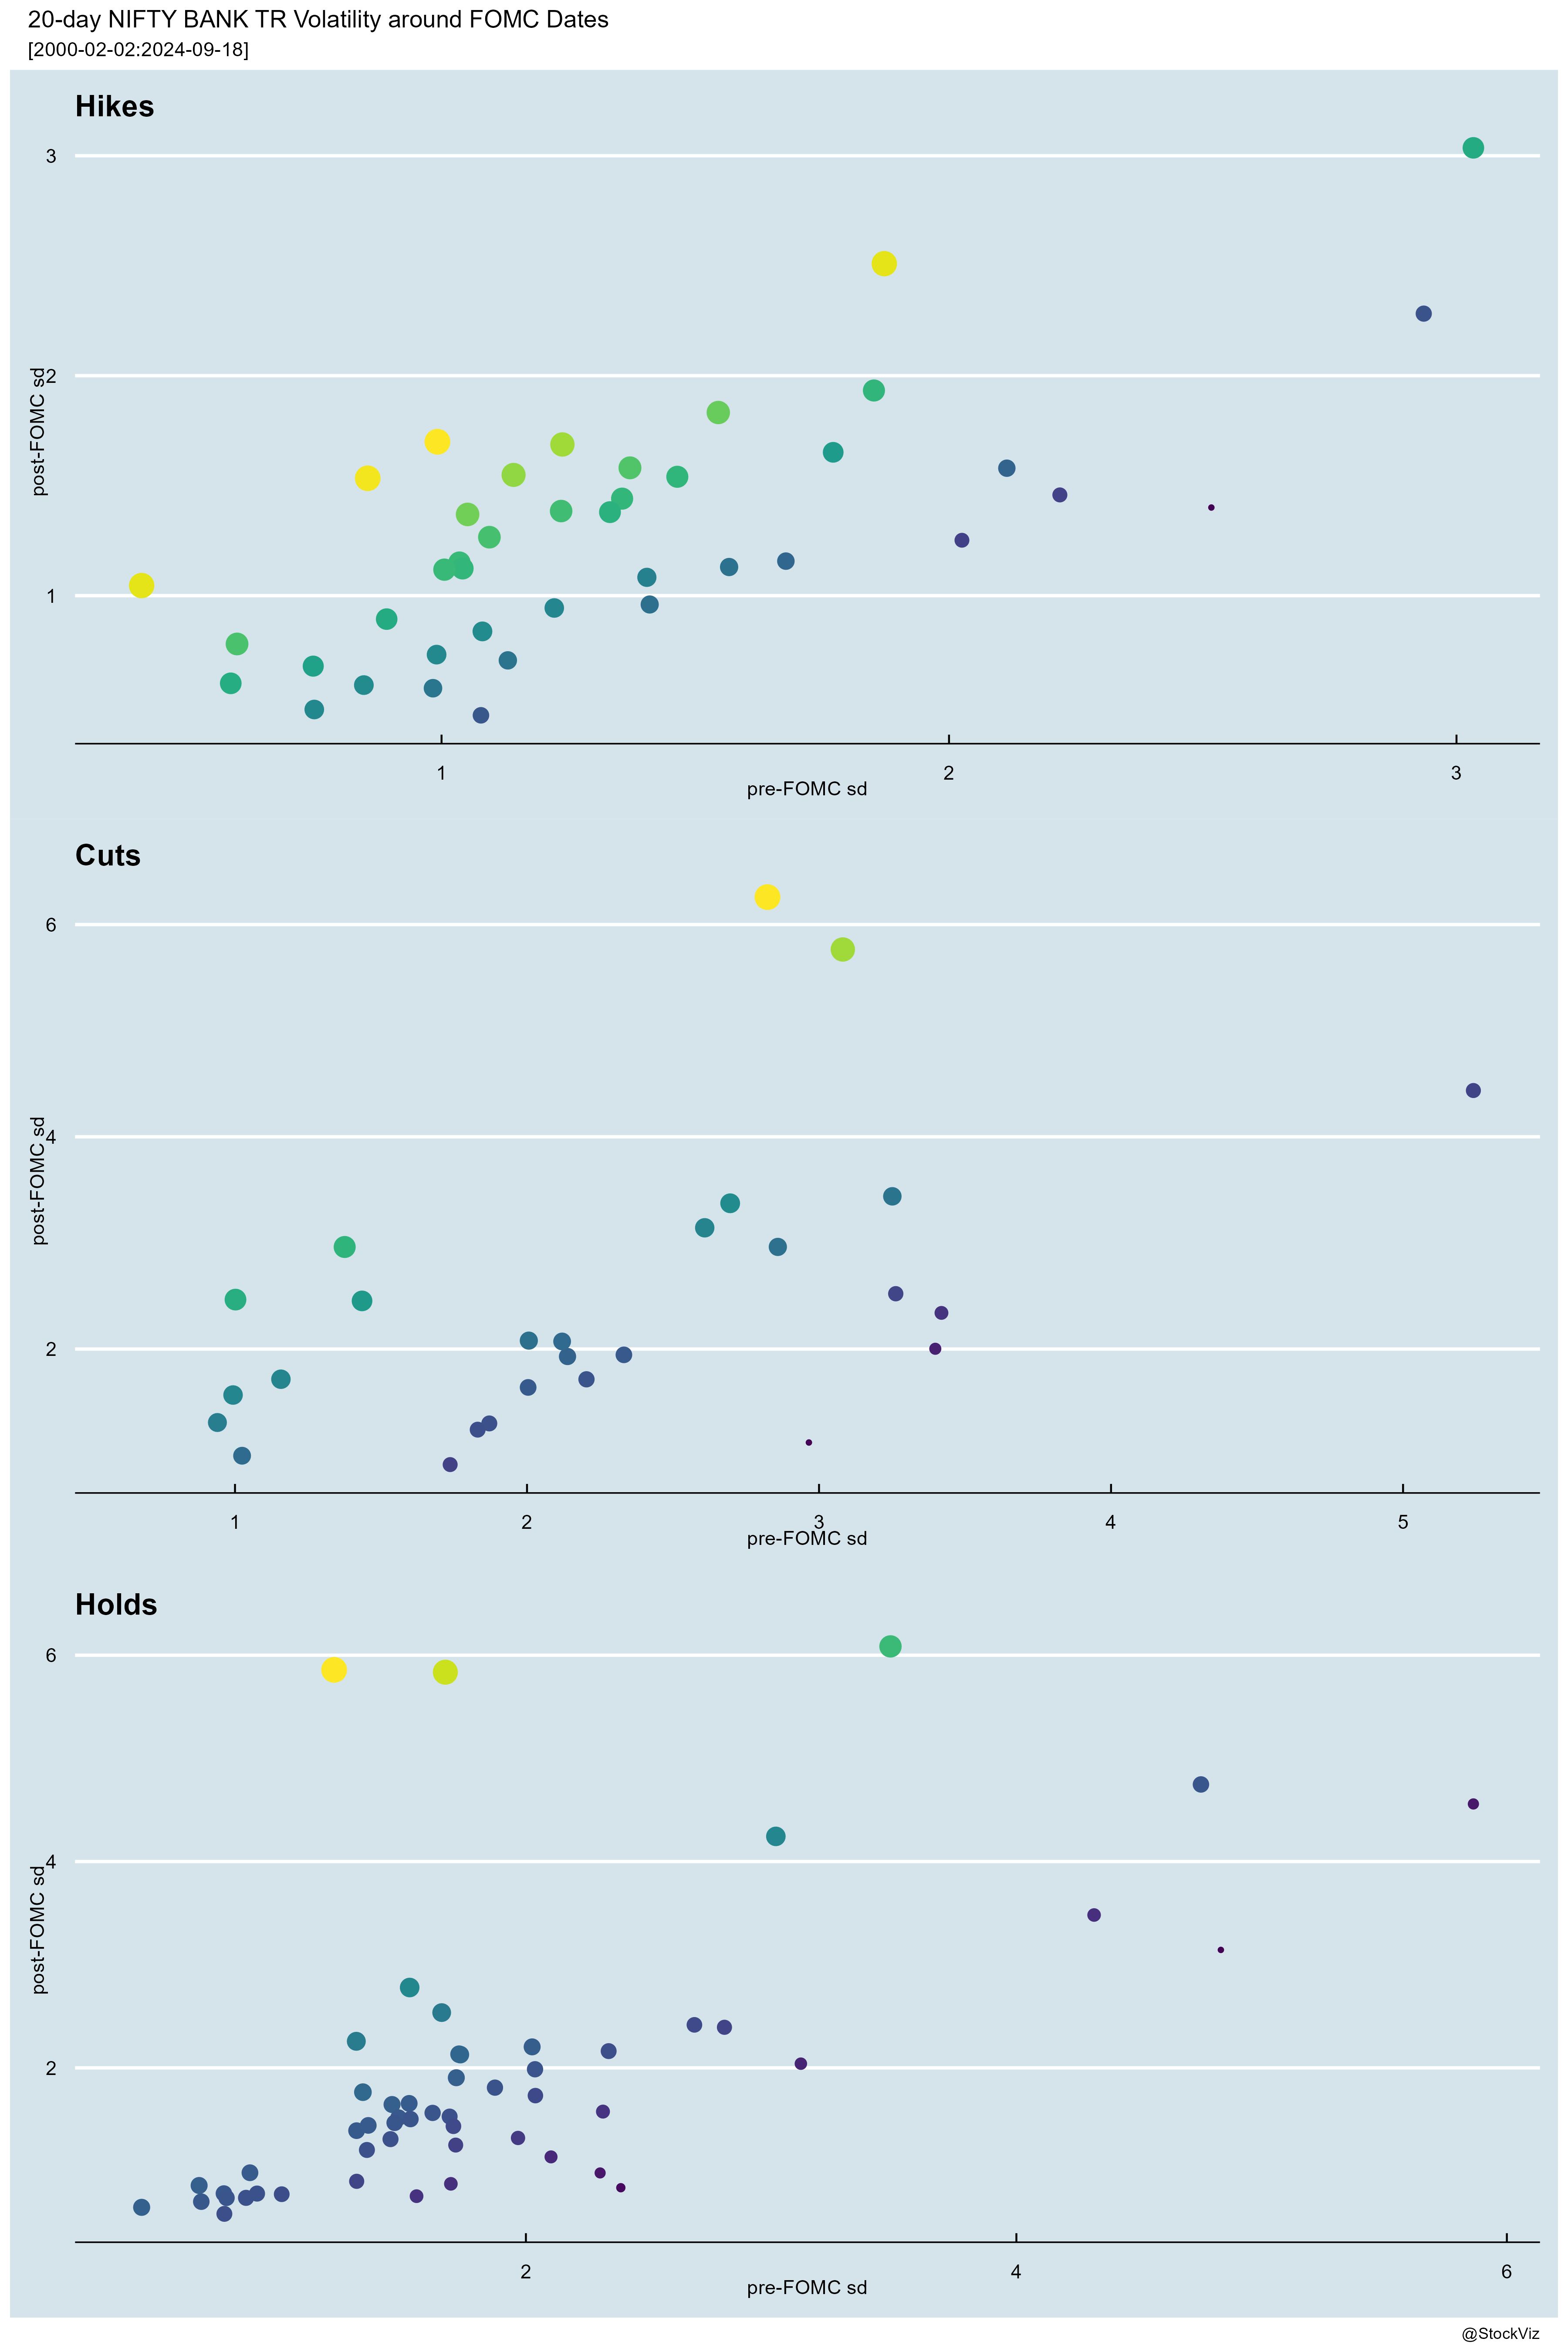 20-day NIFTY BANK TR Volatility around FOMC Dates
[2000-02-02:2024-09-18]
Hikes
3
2
1
post-FOMC sd
1 2 3
pre-FOMC sd
Cuts
6
4
2
post-FOMC sd
1 2 3 4 5
pre-FOMC sd
Holds
6
4
2
post-FOMC sd
2 4 6
pre-FOMC sd
@StockViz